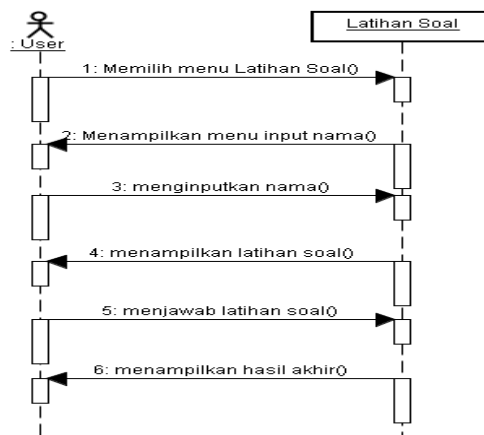 : User
Latihan Soal
1: Memilih menu Latihan Soal()
2: Menampilkan menu input nama()
3: menginputkan nama()
4: menampilkan latihan soal()
5: menjawab latihan soal()
6: menampilkan hasil akhir()